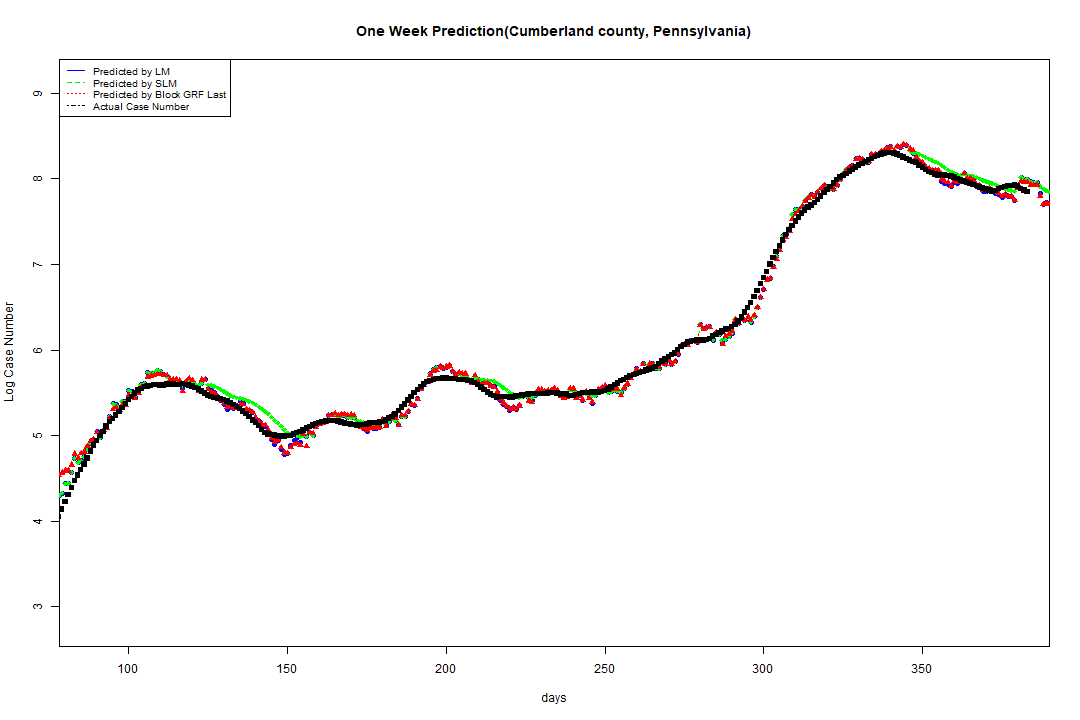 One Week Prediction(Cumberland county, Pennsylvania)
Predicted by LM
Predicted by SLM
Predicted by Block GRF Last
Actual Case Number
Log Case Number
9
8
7
6
5
4
3
100 150 200 250 300 350
days